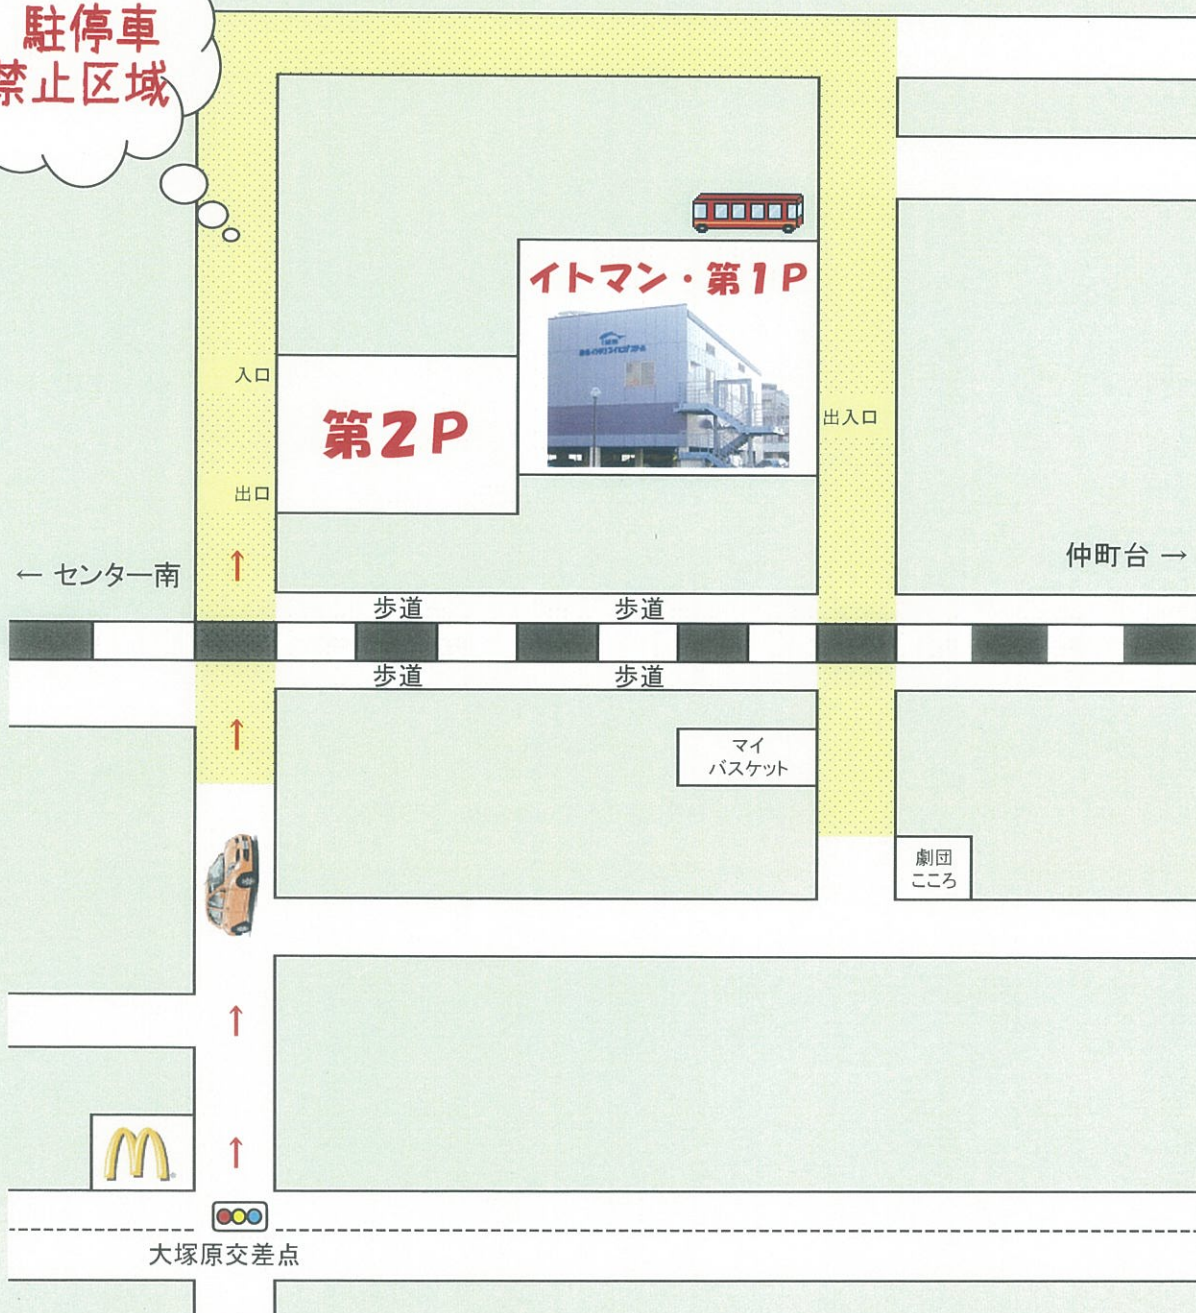 駐停車
禁止区域
イトマン・第1P
入口
第2P
出入口
出口
← センター南
仲町台 →
歩道
歩道
歩道
歩道
マイ
バスケット
劇団
こころ
大塚原交差点